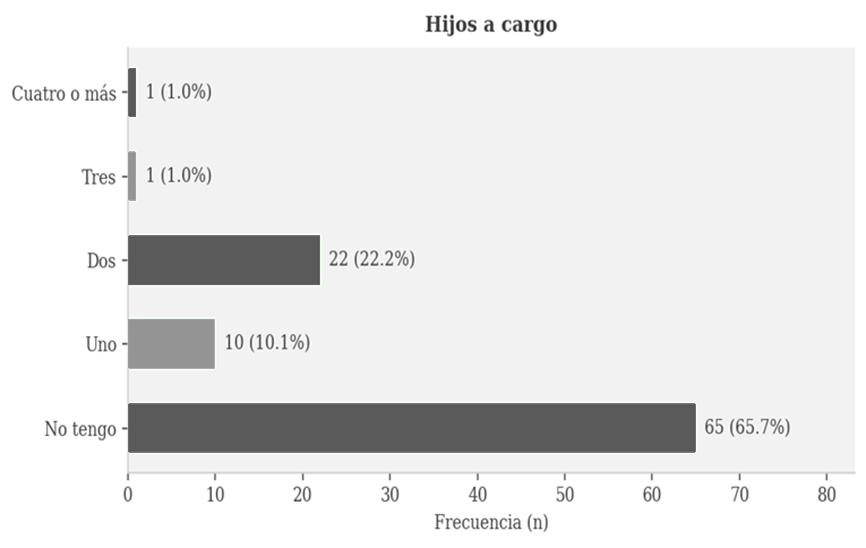 Hijos a cargo
Cuatro o más 1 (1.0%)
Tres 1 (1.0%)
Dos 22 (22.2%)
Uno 10 (10.1%)
No tengo 65 (65.7%)
0 10 20 30 40 50 60 70 80
Frecuencia (n)